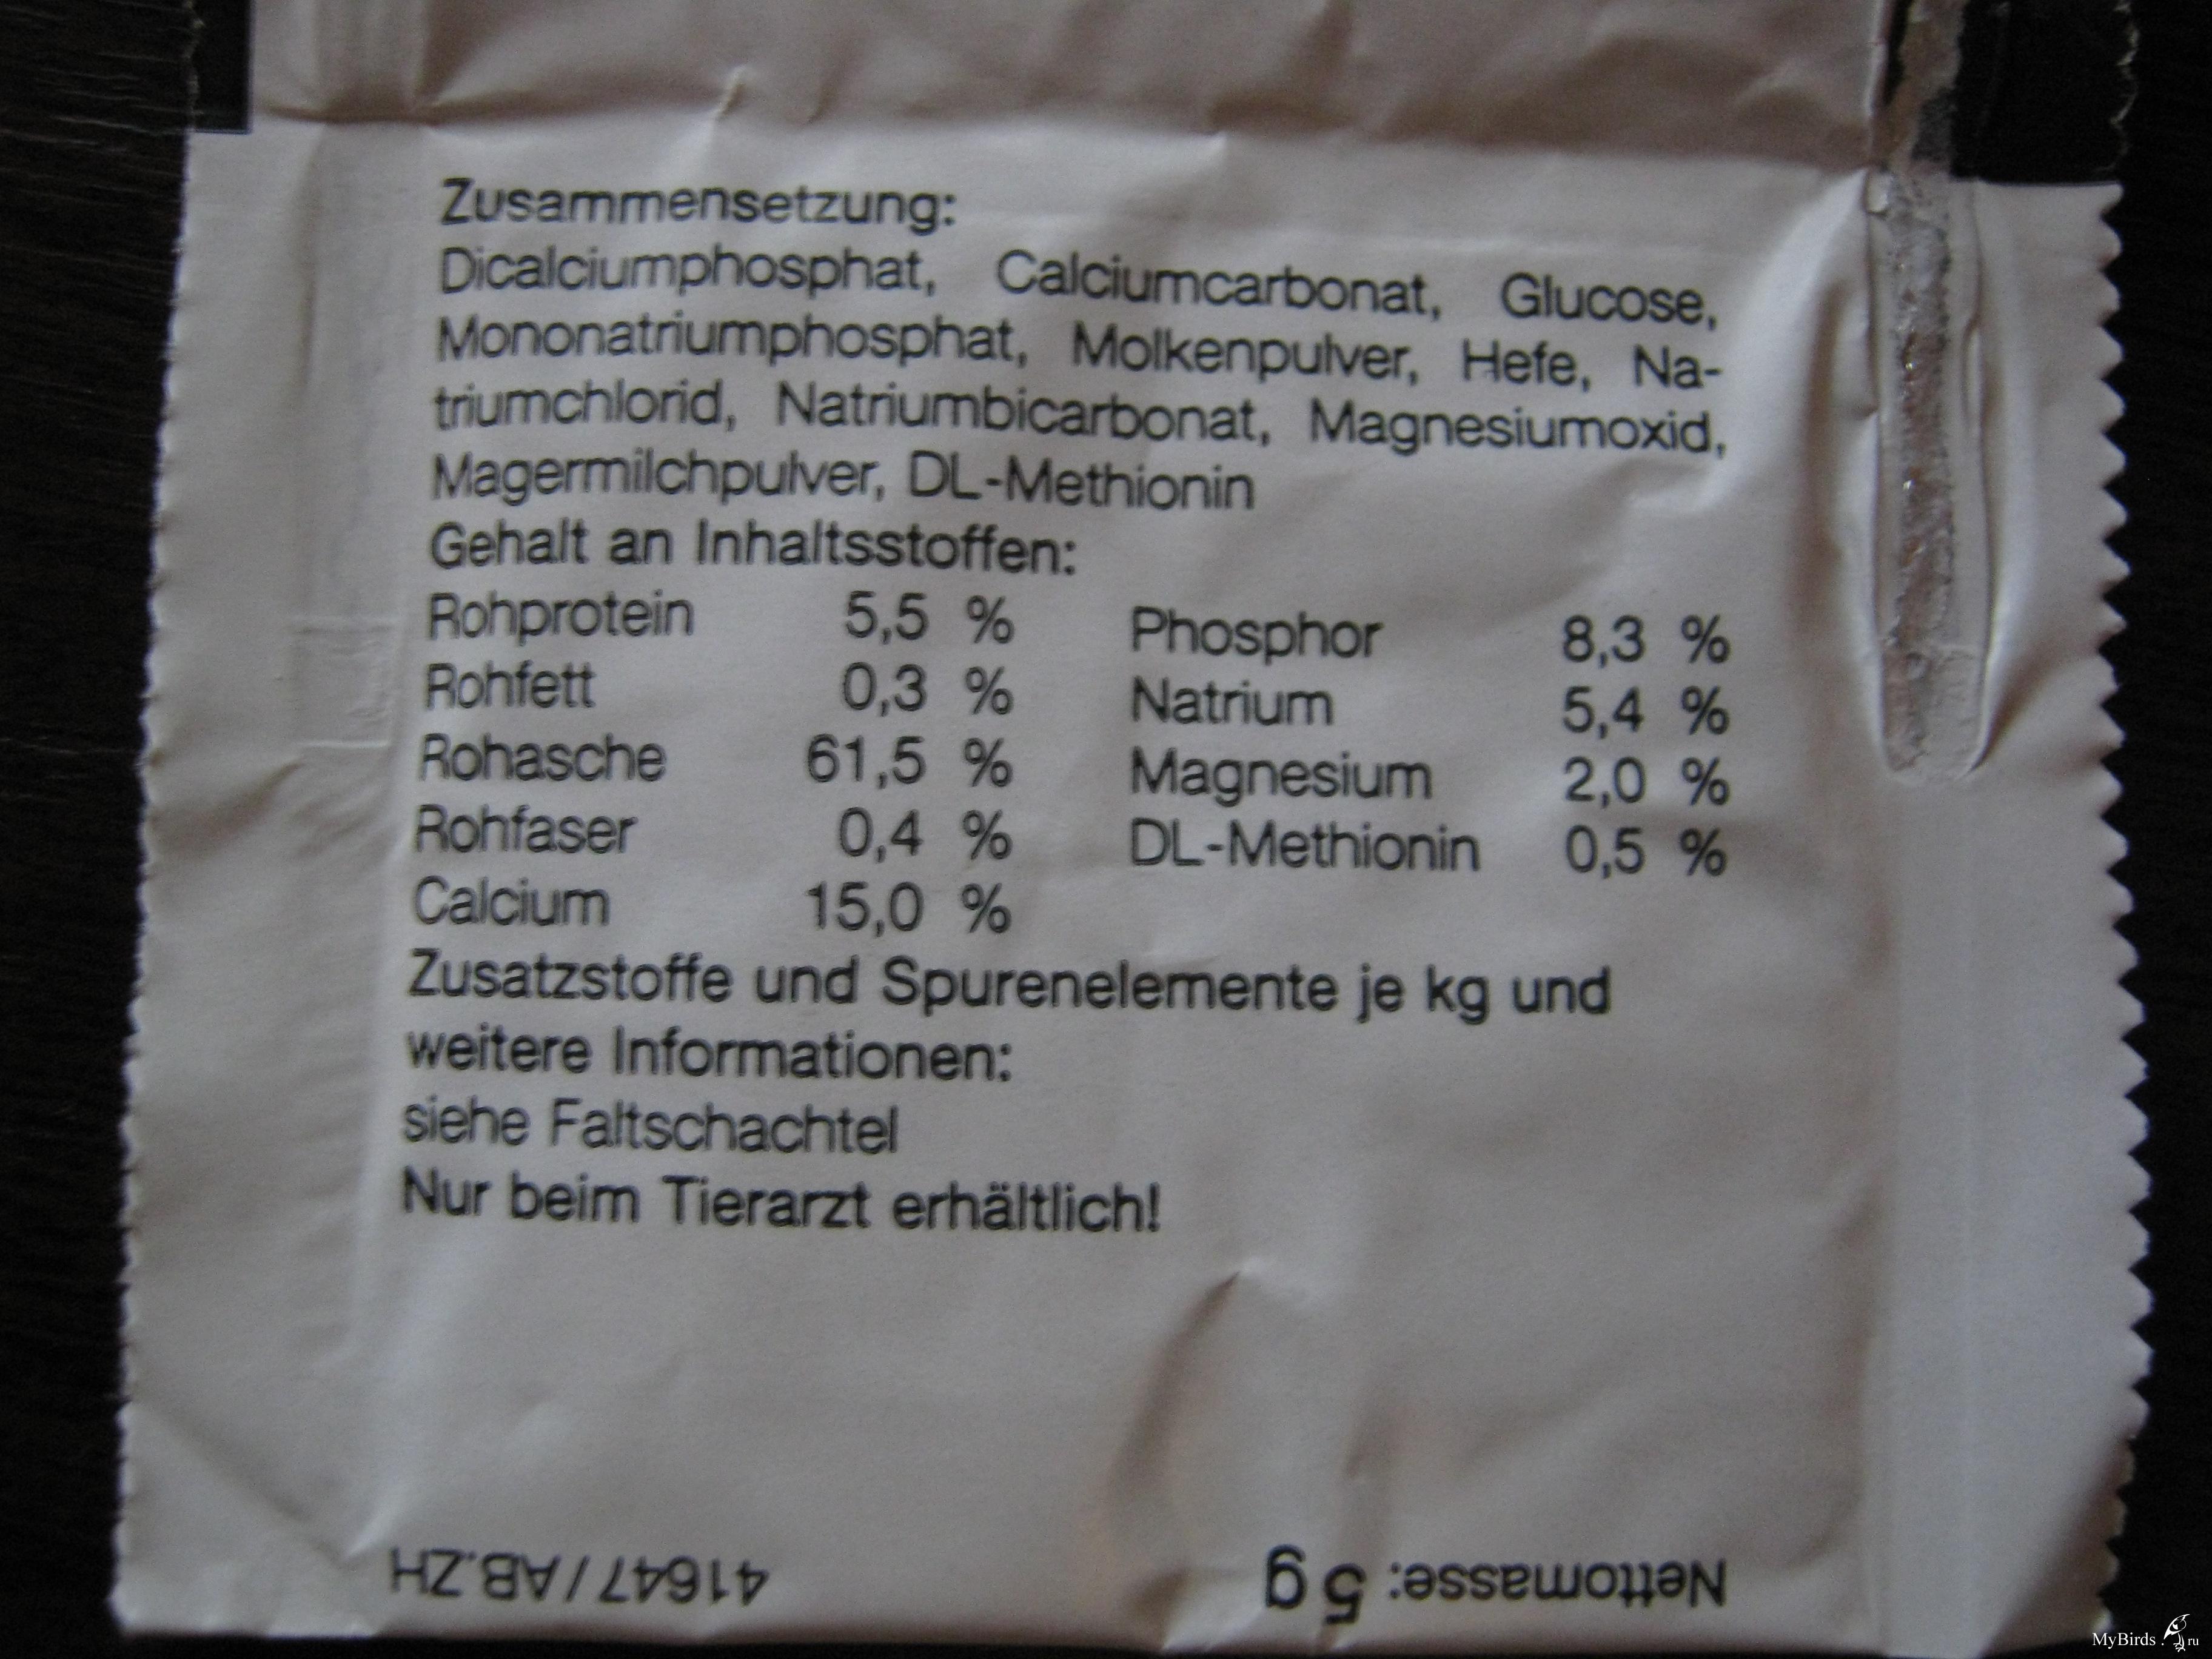 Zusammensetzung:
Dicalciumphosphat, Calciumcarbonat, Glucose,
Mononatriumphosphat, Molkenpulver, Hefe, Na-
triumchlorid, Natriumbicarbonat, Magnesiumoxid,
Magermilchpulver, DL-Methionin
Gehalt an Inhaltsstoffen:
Rohprotein 5,5 % Phosphor 8,3 %
Rohfett 0,3 % Natrium 5,4 %
Rohasche 61,5 % Magnesium 2,0 %
Rohfaser 0,4 % DL-Methionin 0,5 %
Calcium 15,0 %
Zusatzstoffe und Spurenelemente je kg und
weitere Informationen:
siehe Faltschachtel
Nur beim Tierarzt erhältlich!
Nettomasse: 5 g 41647/AB.ZH
MyBirds.ru